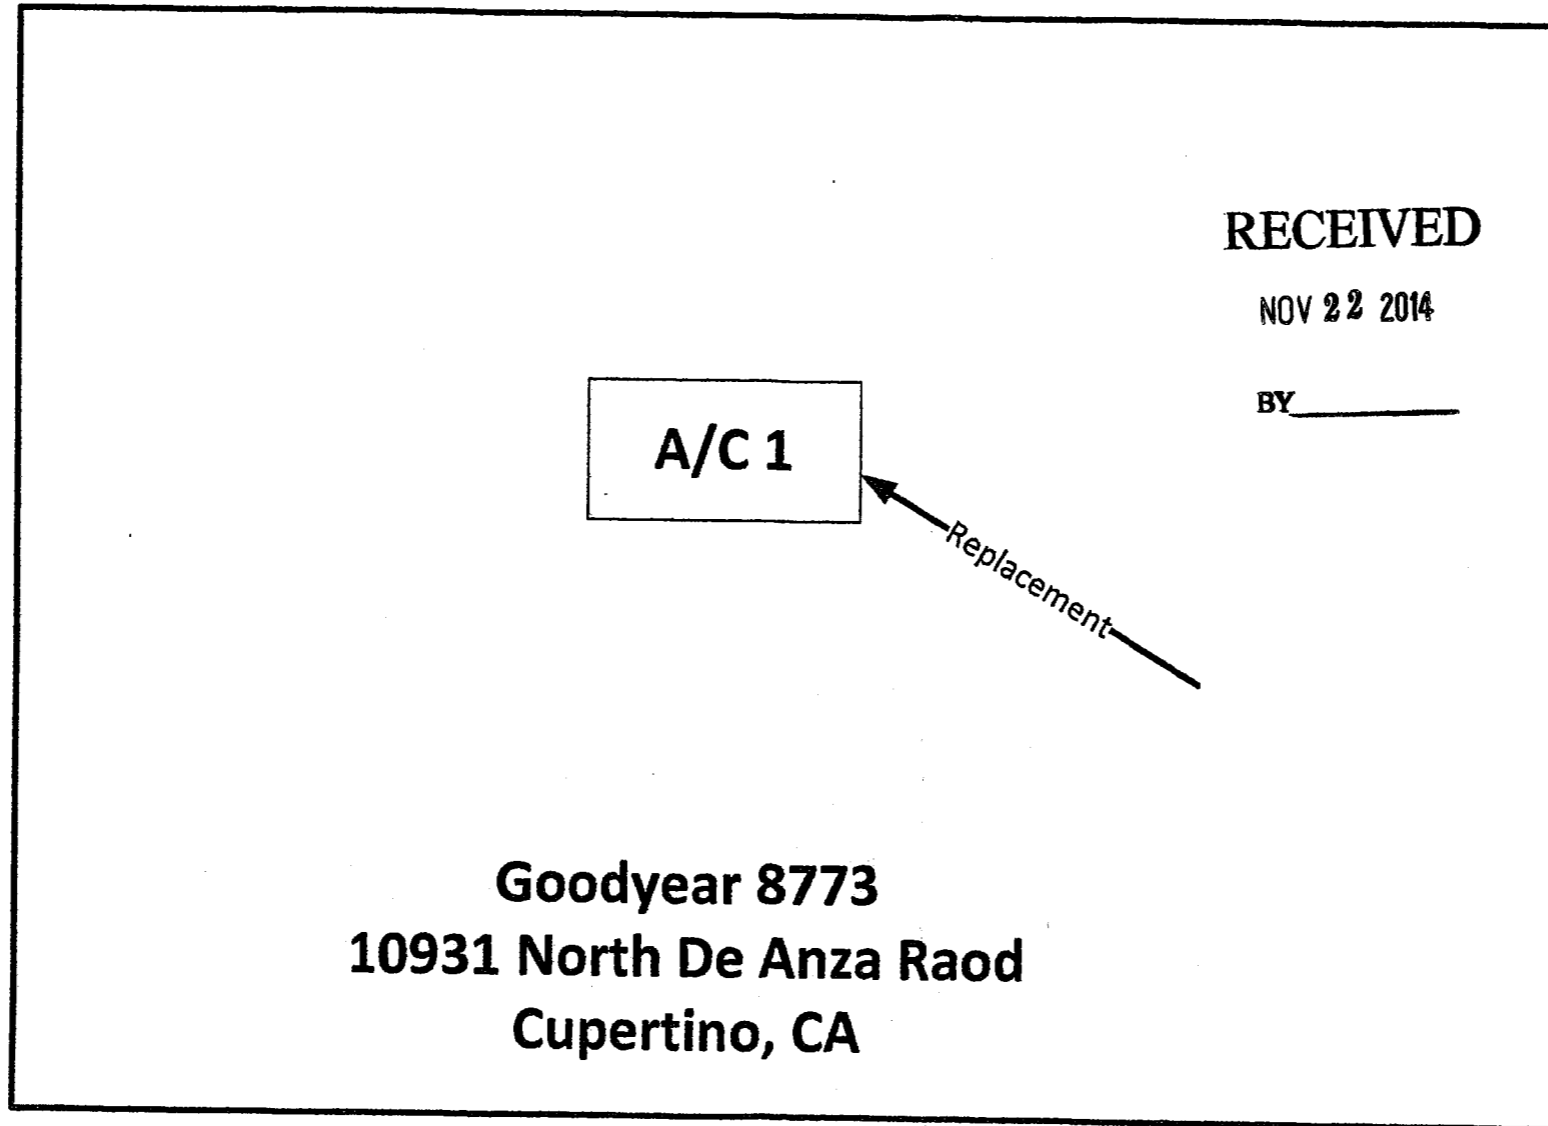 RECEIVED
NOV 22 2014
BY
A/C 1
Replacement
Goodyear 8773
10931 North De Anza Raod
Cupertino, CA